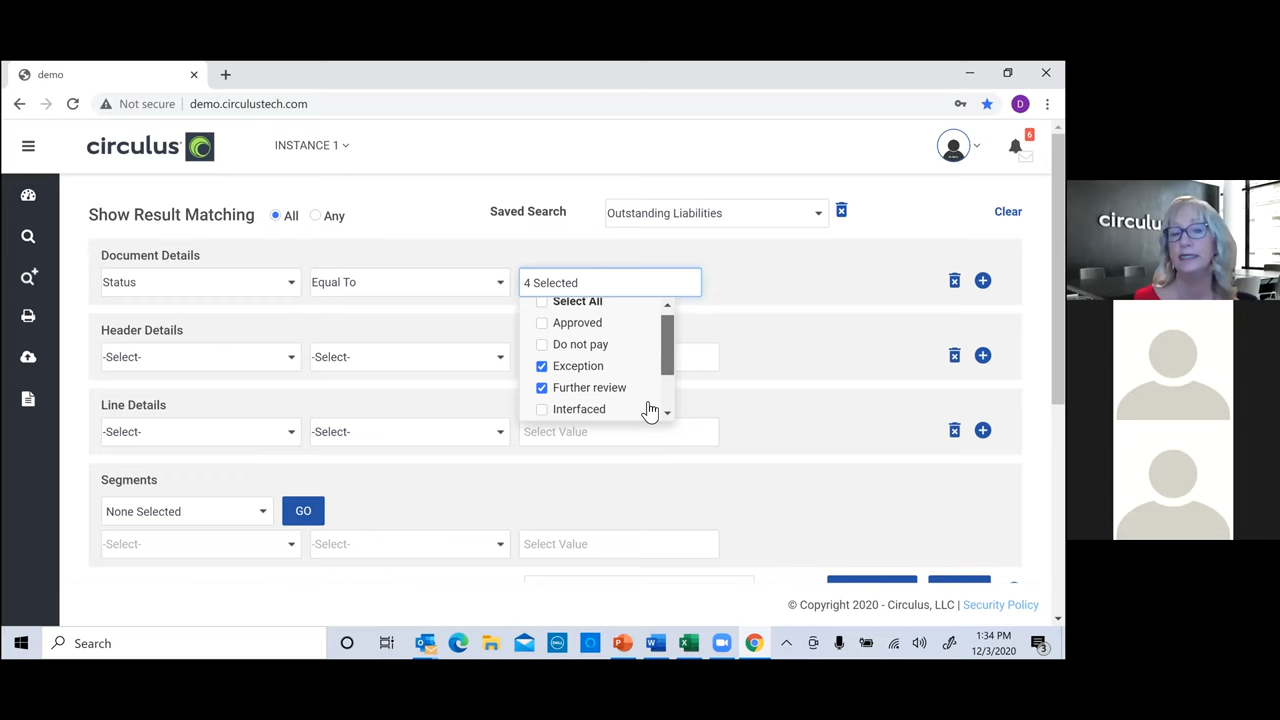 demo
Not secure
demo.circulustech.com
D
circulus
INSTANCE 1
6
Show Result Matching
All
Any
Saved Search
Outstanding Liabilities
Clear
Document Details
Status
Equal To
4 Selected
Select All
Approved
Do not pay
Exception
Further review
Interfaced
Header Details
-Select-
-Select-
Line Details
-Select-
-Select-
Select Value
Segments
None Selected
GO
-Select-
-Select-
Select Value
© Copyright 2020 - Circulus, LLC | Security Policy
Search
1:34 PM
12/3/2020
3
circulu